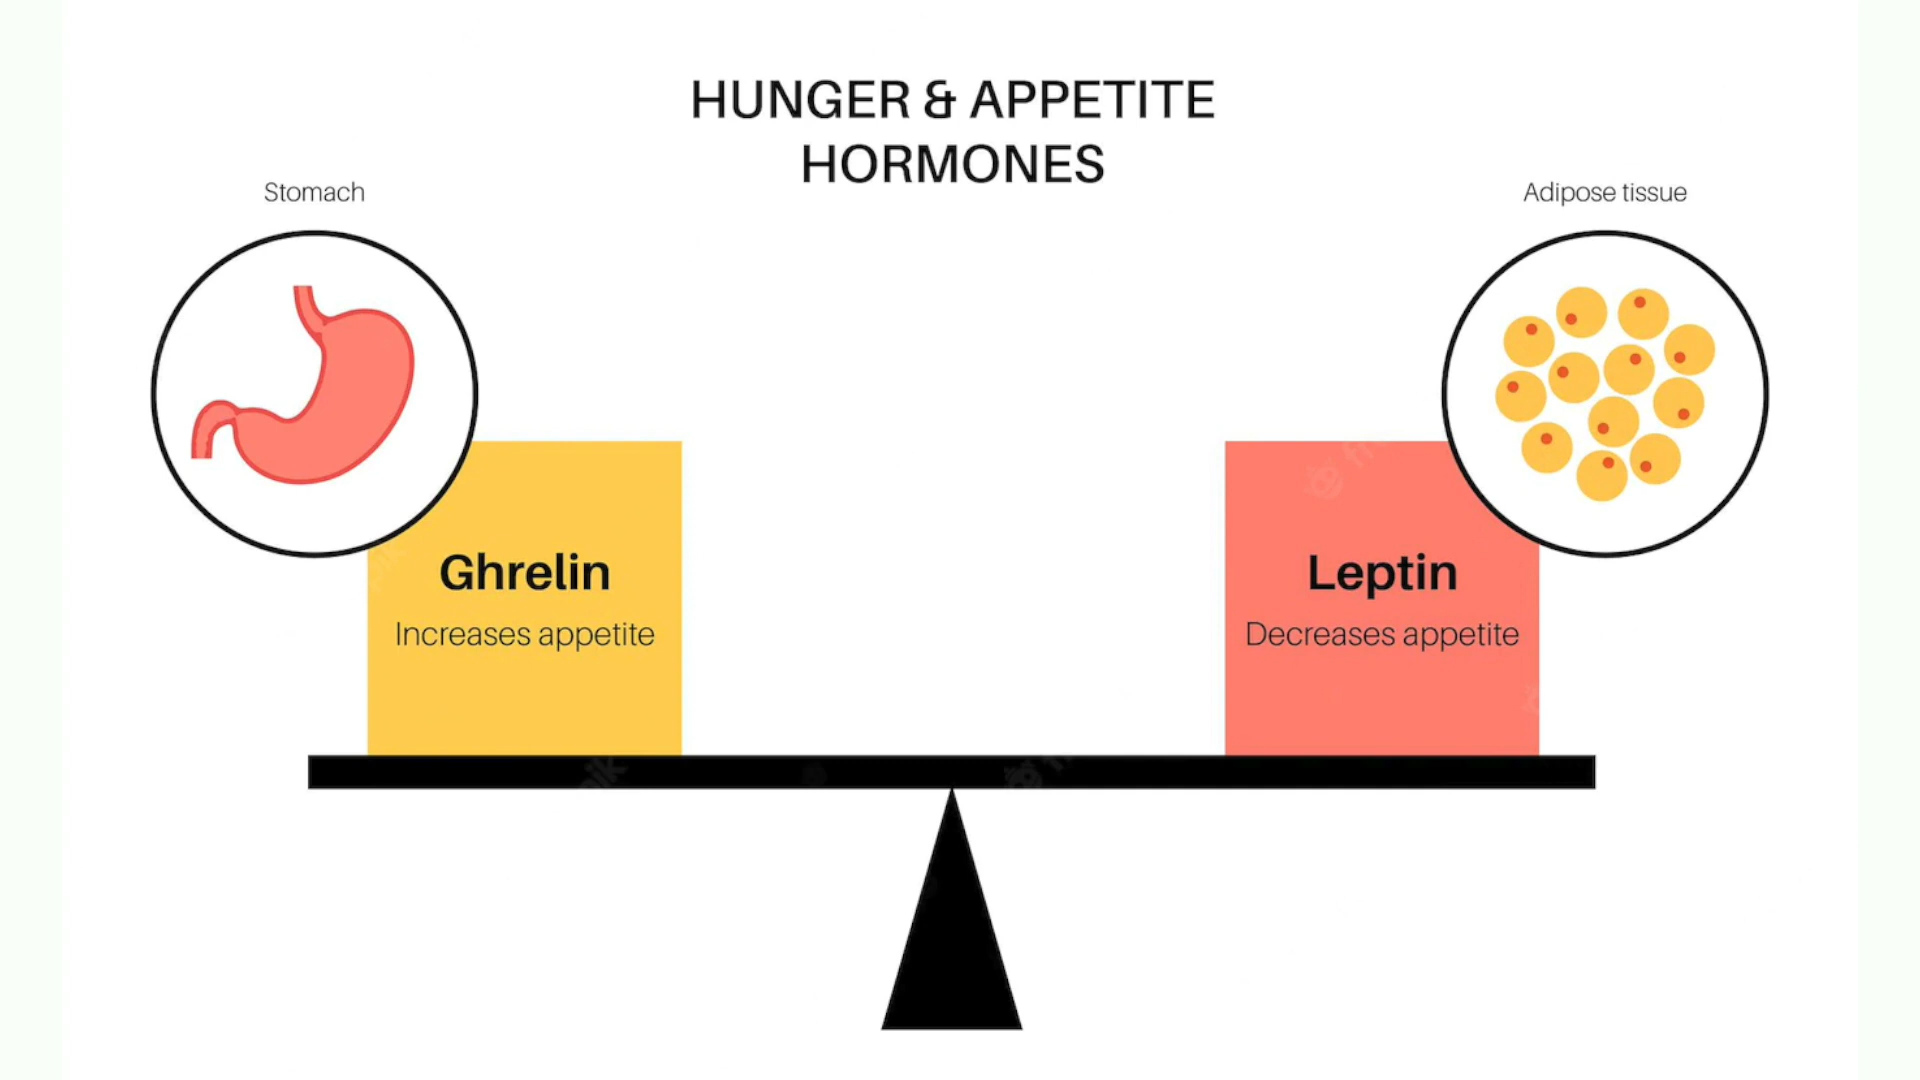 HUNGER & APPETITE
HORMONES
Stomach
Adipose tissue
Ghrelin
Increases appetite
Leptin
Decreases appetite